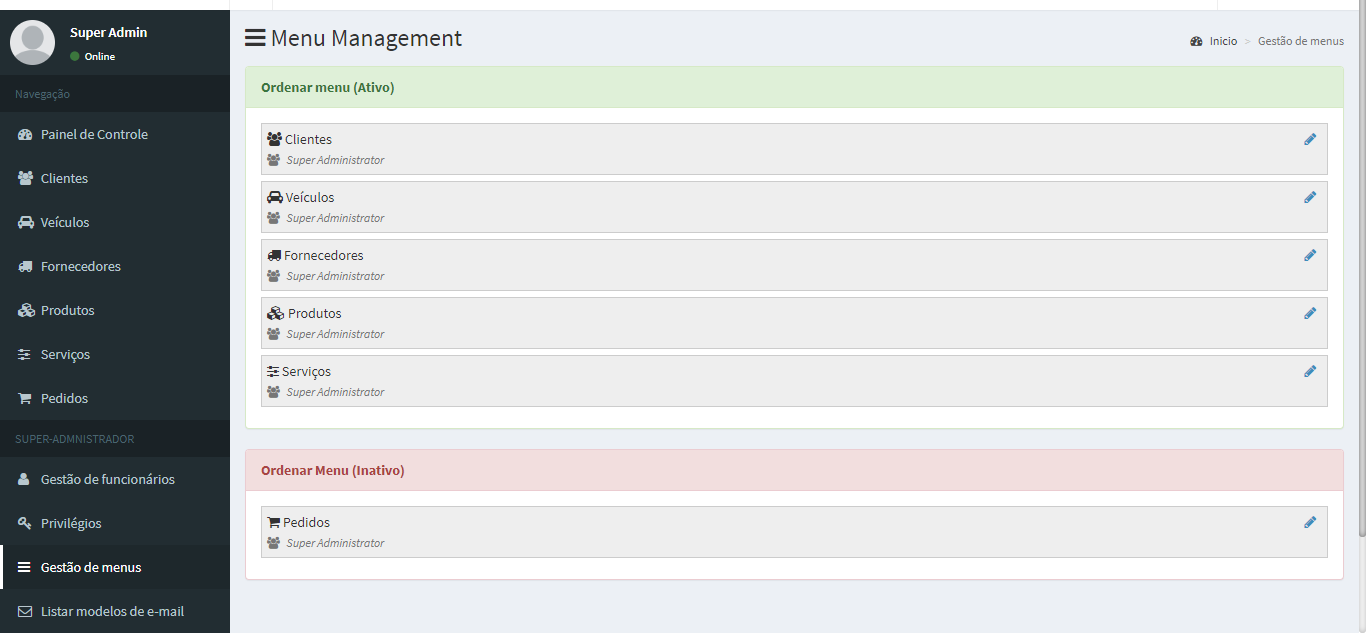 Super Admin
Online
Navegação
Painel de Controle
Clientes
Veículos
Fornecedores
Produtos
Serviços
Pedidos
SUPER-ADMNISTRADOR
Gestão de funcionários
Privilégios
Gestão de menus
Listar modelos de e-mail
Menu Management
Inicio > Gestão de menus
Ordenar menu (Ativo)
Clientes
Super Administrator
Veículos
Super Administrator
Fornecedores
Super Administrator
Produtos
Super Administrator
Serviços
Super Administrator
Ordenar Menu (Inativo)
Pedidos
Super Administrator